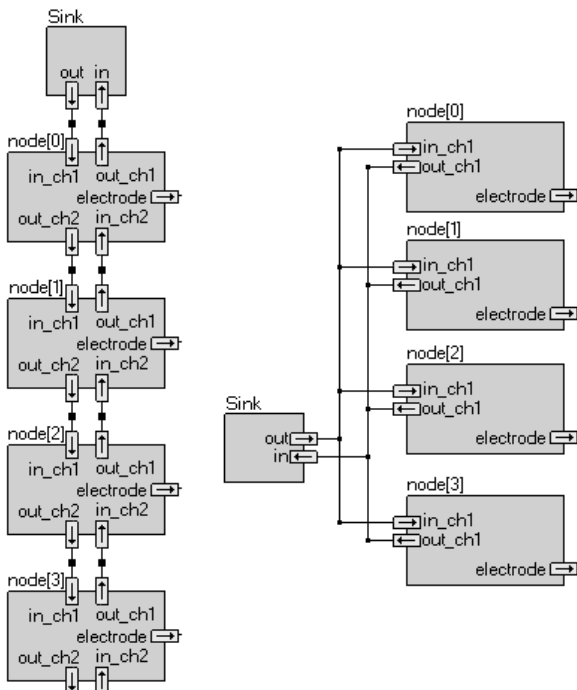 Sink
out in
node[0]
in_ch1 out_ch1
electrode
out_ch2 in_ch2
node[1]
in_ch1 out_ch1
electrode
out_ch2 in_ch2
node[2]
in_ch1 out_ch1
electrode
out_ch2 in_ch2
node[3]
in_ch1 out_ch1
electrode
out_ch2 in_ch2
Sink
out
in
node[0]
in_ch1
out_ch1
electrode
node[1]
in_ch1
out_ch1
electrode
node[2]
in_ch1
out_ch1
electrode
node[3]
in_ch1
out_ch1
electrode